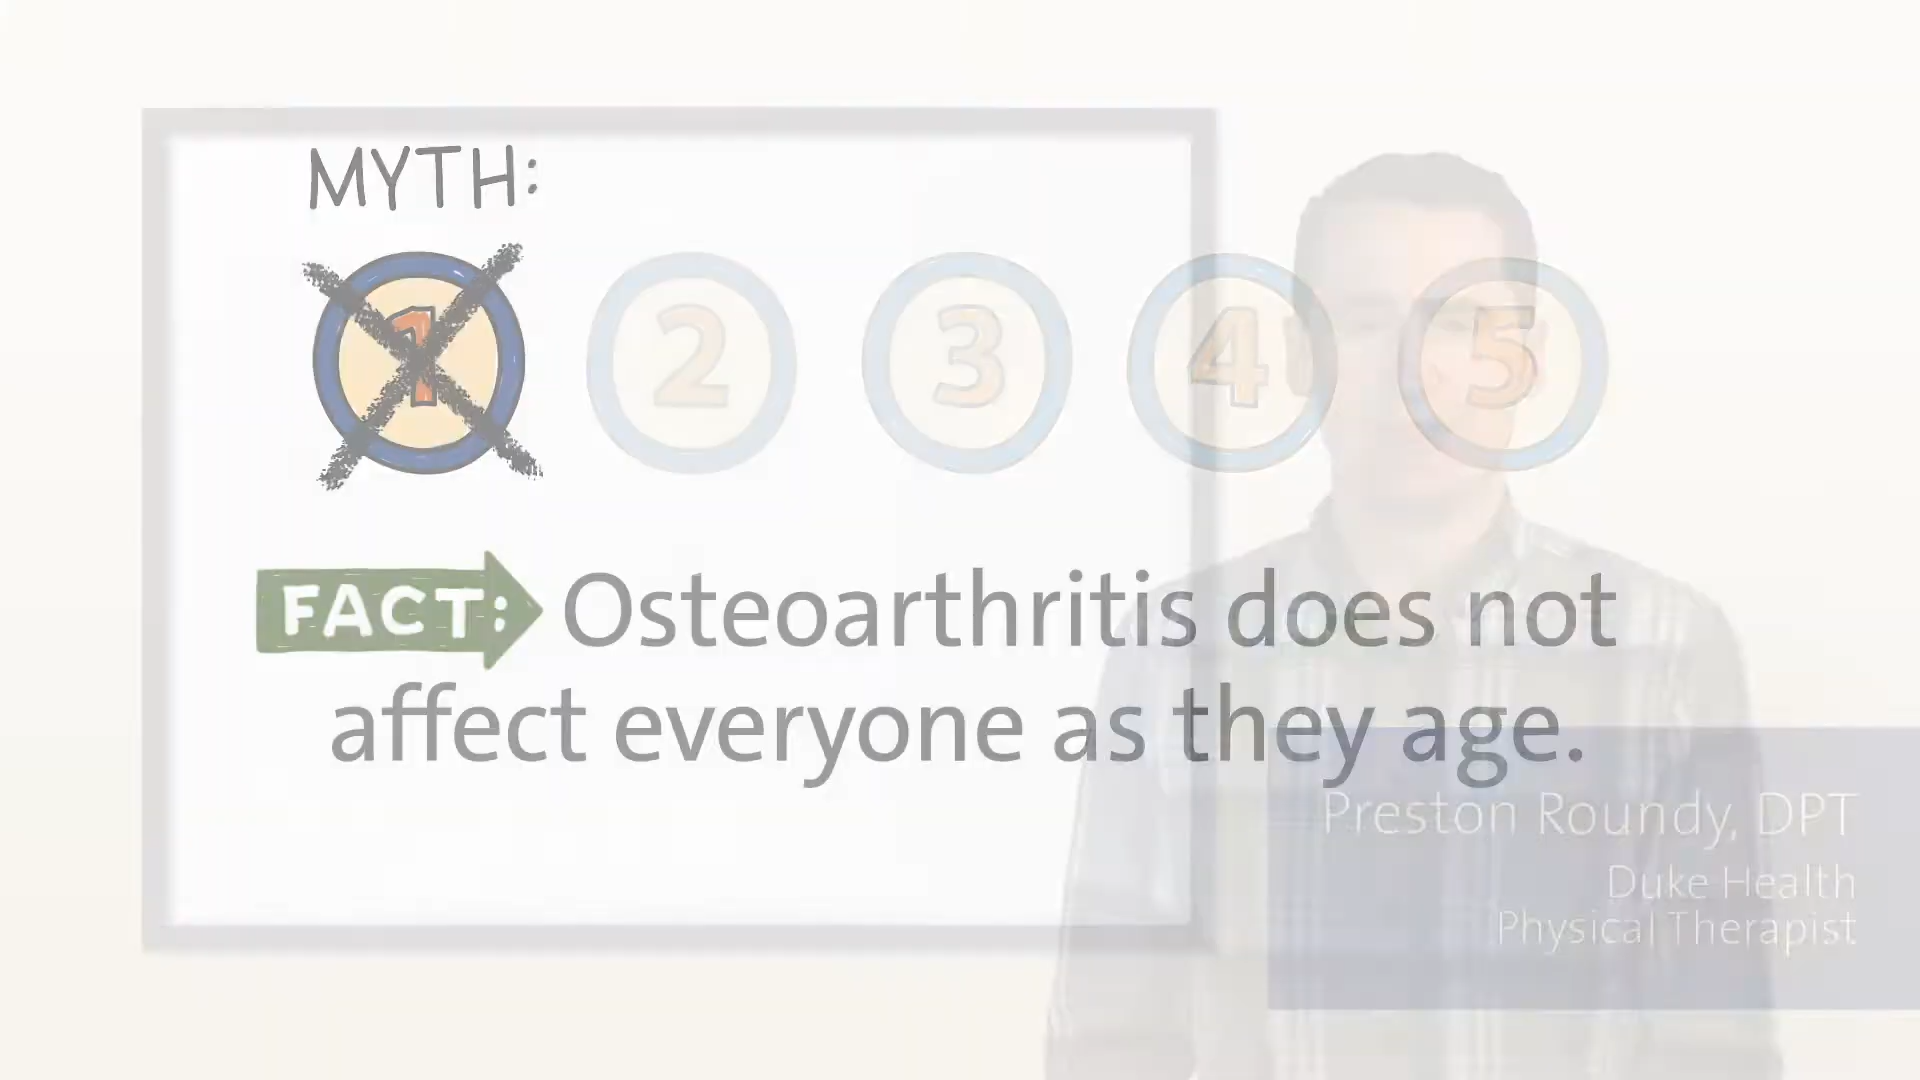 MYTH:
1 2 3 4 5
FACT: Osteoarthritis does not
affect everyone as they age.
Preston Roundy, DPT
Duke Health
Physical Therapist